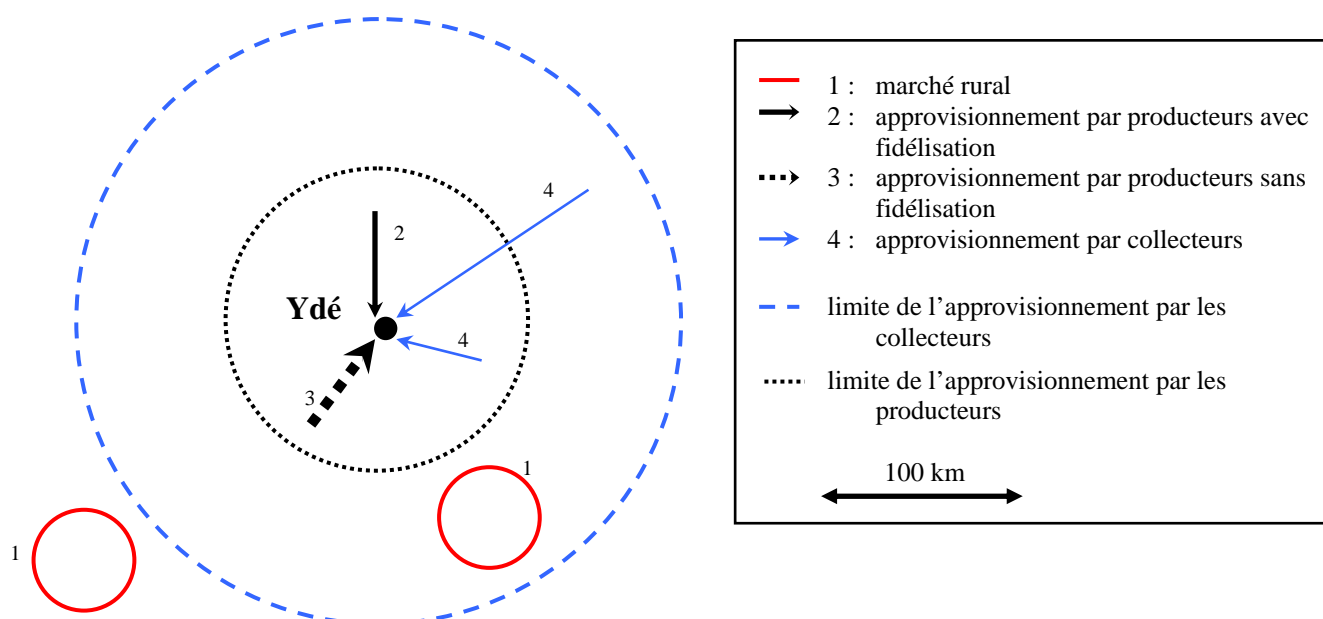 4
2
Ydé
4
3
1
1
1 : marché rural
2 : approvisionnement par producteurs avec
fidélisation
3 : approvisionnement par producteurs sans
fidélisation
4 : approvisionnement par collecteurs
limite de l'approvisionnement par les
collecteurs
limite de l'approvisionnement par les
producteurs
100 km